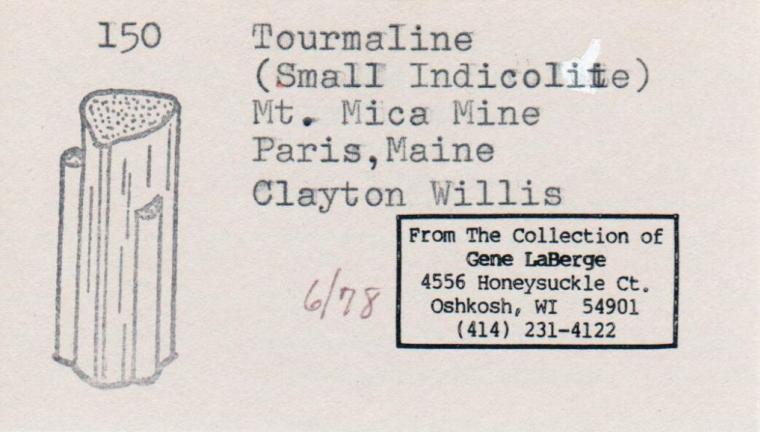 150
Tourmaline
(Small Indicolite)
Mt. Mica Mine
Paris,Maine
Clayton Willis
6/78
From The Collection of
Gene LaBerge
4556 Honeysuckle Ct.
Oshkosh, WI 54901
(414) 231-4122